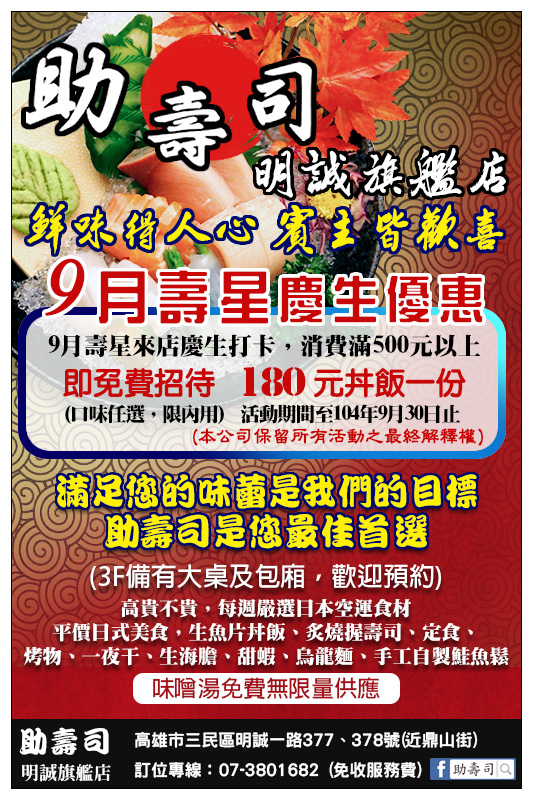 助壽司
明誠旗艦店
鮮味得人心 賓主皆歡喜
9月壽星慶生優惠
9月壽星來店慶生打卡，消費滿500元以上
即免費招待 180元丼飯一份
(口味任選，限內用) 活動期間至104年9月30日止
(本公司保留所有活動之最終解釋權)
滿足您的味蕾是我們的目標
助壽司是您最佳首選
(3F備有大桌及包廂，歡迎預約)
高貴不貴，每週嚴選日本空運食材
平價日式美食，生魚片丼飯、炙燒握壽司、定食、
烤物、一夜干、生海膽、甜蝦、烏龍麵、手工自製鮭魚鬆
味噌湯免費無限量供應
助壽司 高雄市三民區明誠一路377、378號(近鼎山街)
明誠旗艦店 訂位專線：07-3801682 (免收服務費) f 助壽司